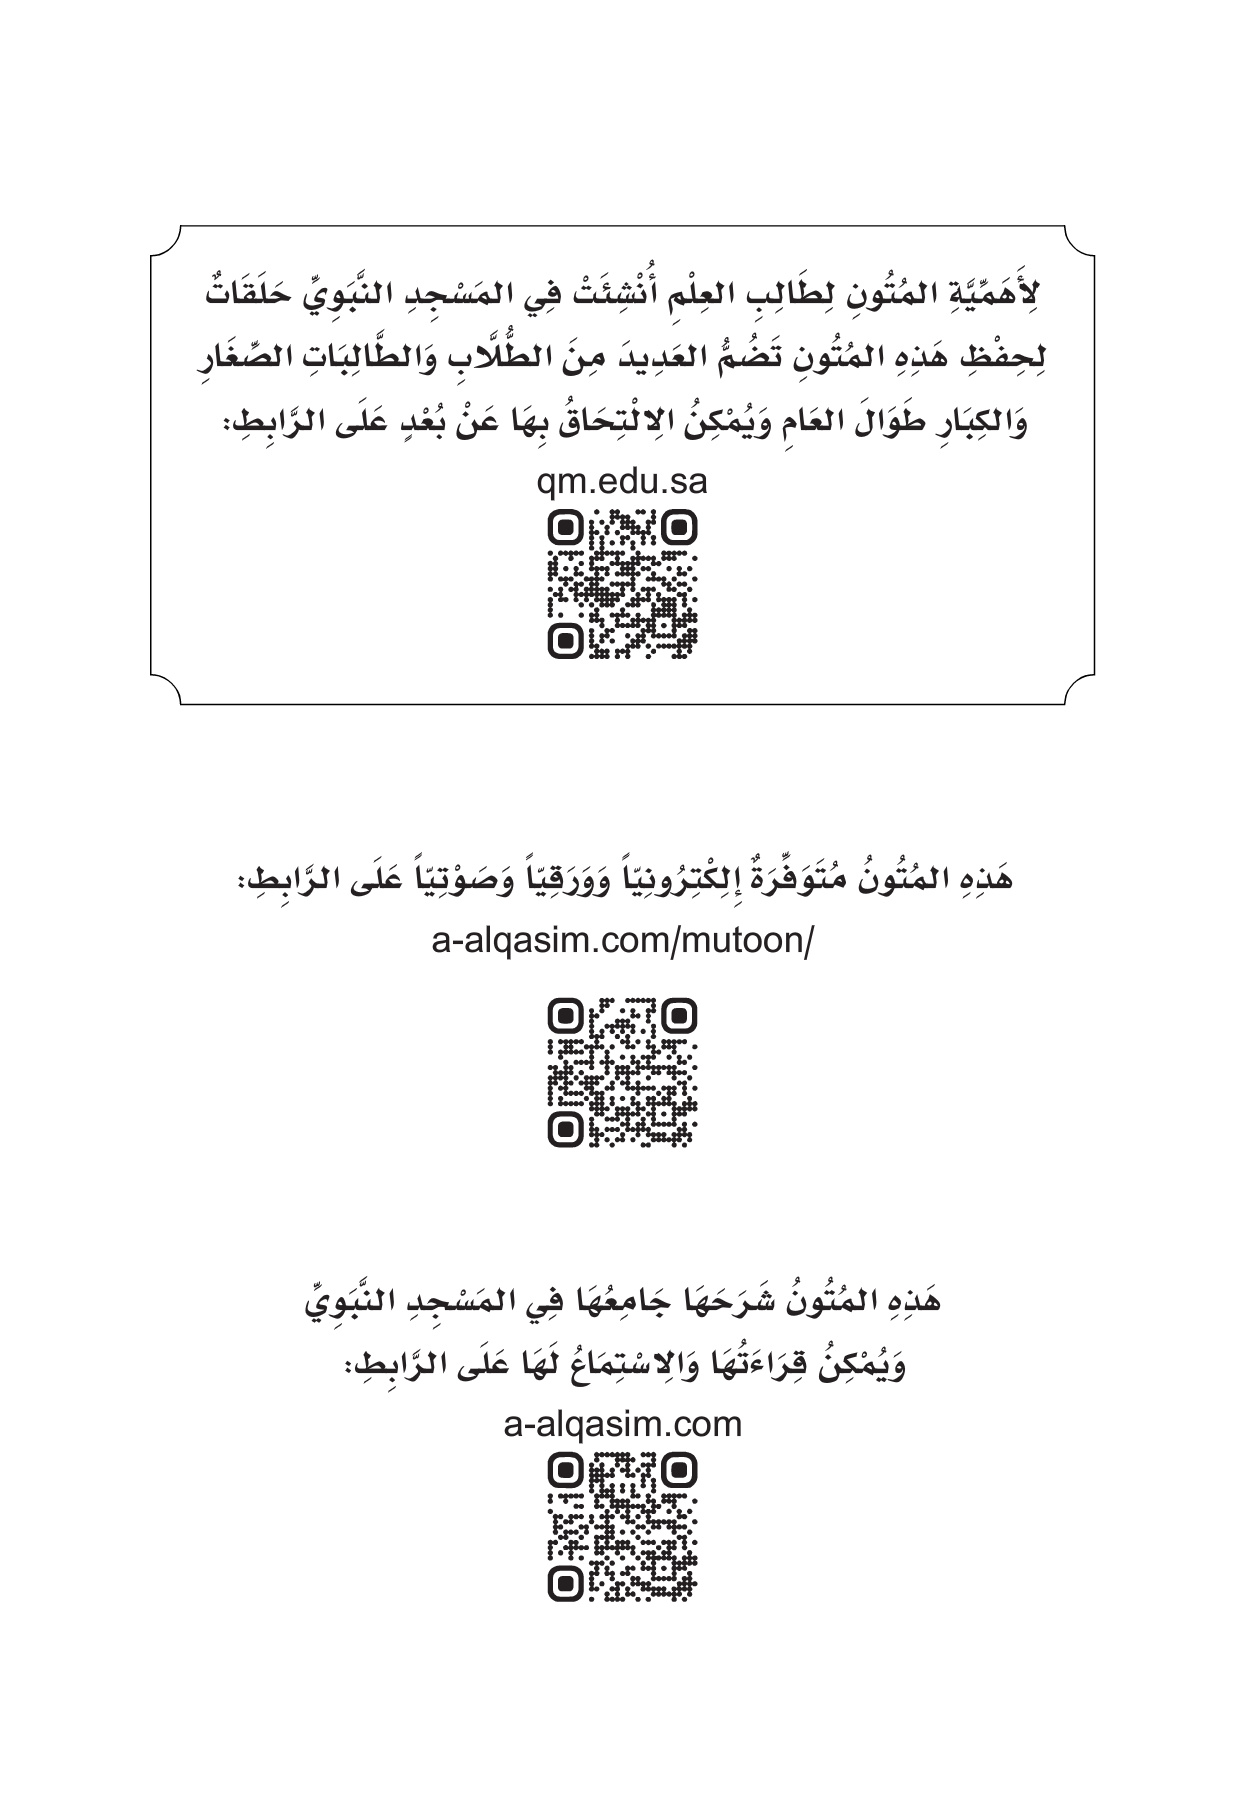 لِأَهَمِّيَّةِ المُتُونِ لِطَالِبِ العِلْمِ أُنْشِئَتْ فِي المَسْجِدِ النَّبَوِيِّ حَلَقَاتٌ
لِحِفْظِ هَذِهِ المُتُونِ تَضُمُّ العَدِيدَ مِنَ الطُّلَّابِ وَالطَّالِبَاتِ الصِّغَارِ
وَالكِبَارِ طَوَالَ العَامِ وَيُمْكِنُ الِالْتِحَاقُ بِهَا عَنْ بُعْدٍ عَلَى الرَّابِطِ:
qm.edu.sa
هَذِهِ المُتُونُ مُتَوَفِّرَةٌ إِلِكْتِرُونِيّاً وَوَرَقِيّاً وَصَوْتِيّاً عَلَى الرَّابِطِ:
a-alqasim.com/mutoon/
هَذِهِ المُتُونُ شَرَحَهَا جَامِعُهَا فِي المَسْجِدِ النَّبَوِيِّ
وَيُمْكِنُ قِرَاءَتُهَا وَالِاسْتِمَاعُ لَهَا عَلَى الرَّابِطِ:
a-alqasim.com